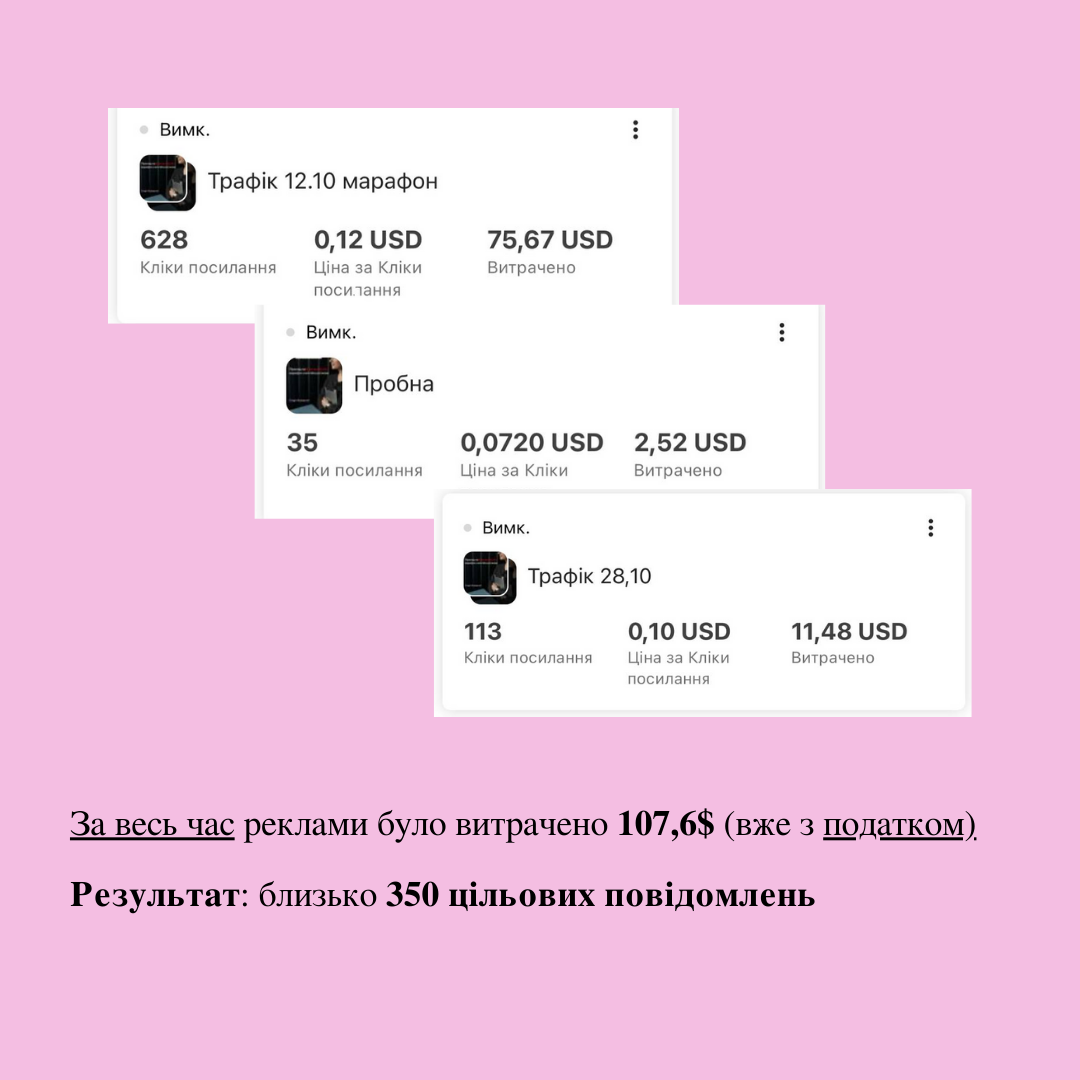 Вимк.
Трафік 12.10 марафон
628 0,12 USD 75,67 USD
Кліки посилання Ціна за Кліки Витрачено
посилання
Вимк.
Пробна
35 0,0720 USD 2,52 USD
Кліки посилання Ціна за Кліки Витрачено
Вимк.
Трафік 28,10
113 0,10 USD 11,48 USD
Кліки посилання Ціна за Кліки Витрачено
посилання
За весь час реклами було витрачено 107,6$ (вже з податком)
Результат: близько 350 цільових повідомлень